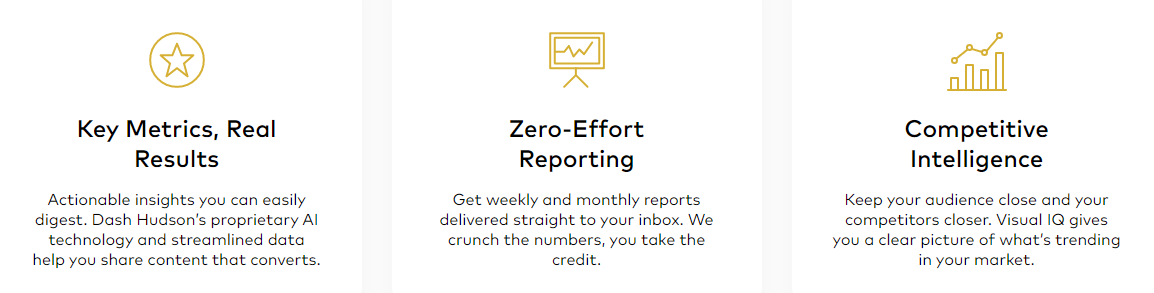 Key Metrics, Real
Results
Actionable insights you can easily
digest. Dash Hudson’s proprietary AI
technology and streamlined data
help you share content that converts.
Zero-Effort
Reporting
Get weekly and monthly reports
delivered straight to your inbox. We
crunch the numbers, you take the
credit.
Competitive
Intelligence
Keep your audience close and your
competitors closer. Visual IQ gives
you a clear picture of what’s trending
in your market.